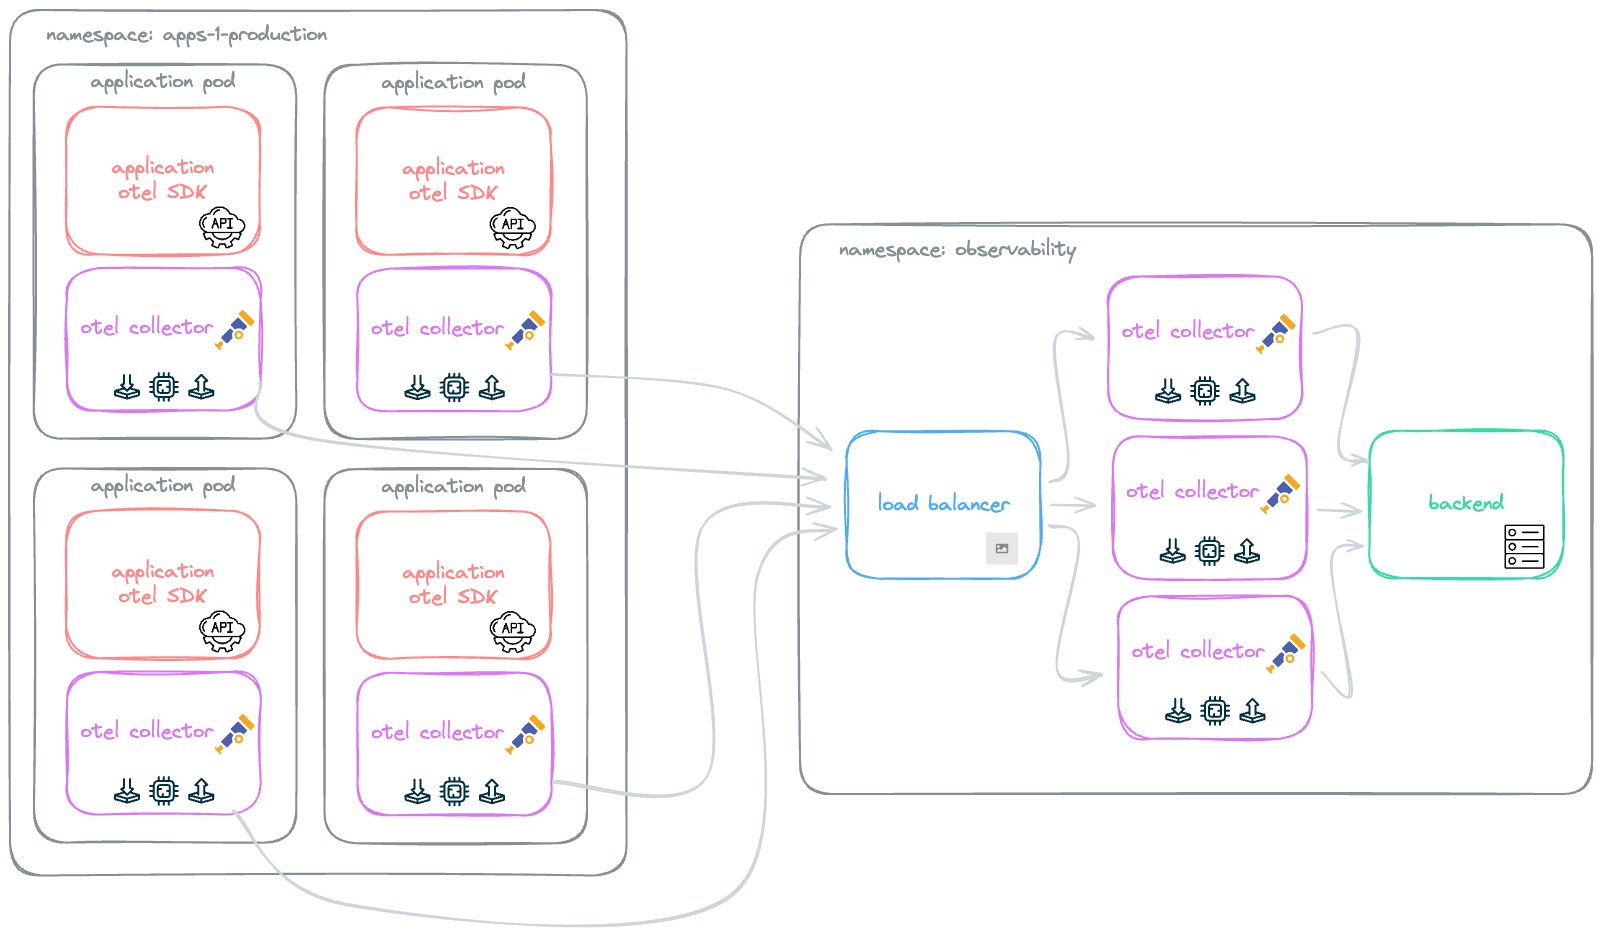 namespace: apps-1-production
application pod
application
otel SDK
API
otel collector
application pod
application
otel SDK
API
otel collector
application pod
application
otel SDK
API
otel collector
application pod
application
otel SDK
API
otel collector
namespace: observability
load balancer
otel collector
otel collector
otel collector
backend